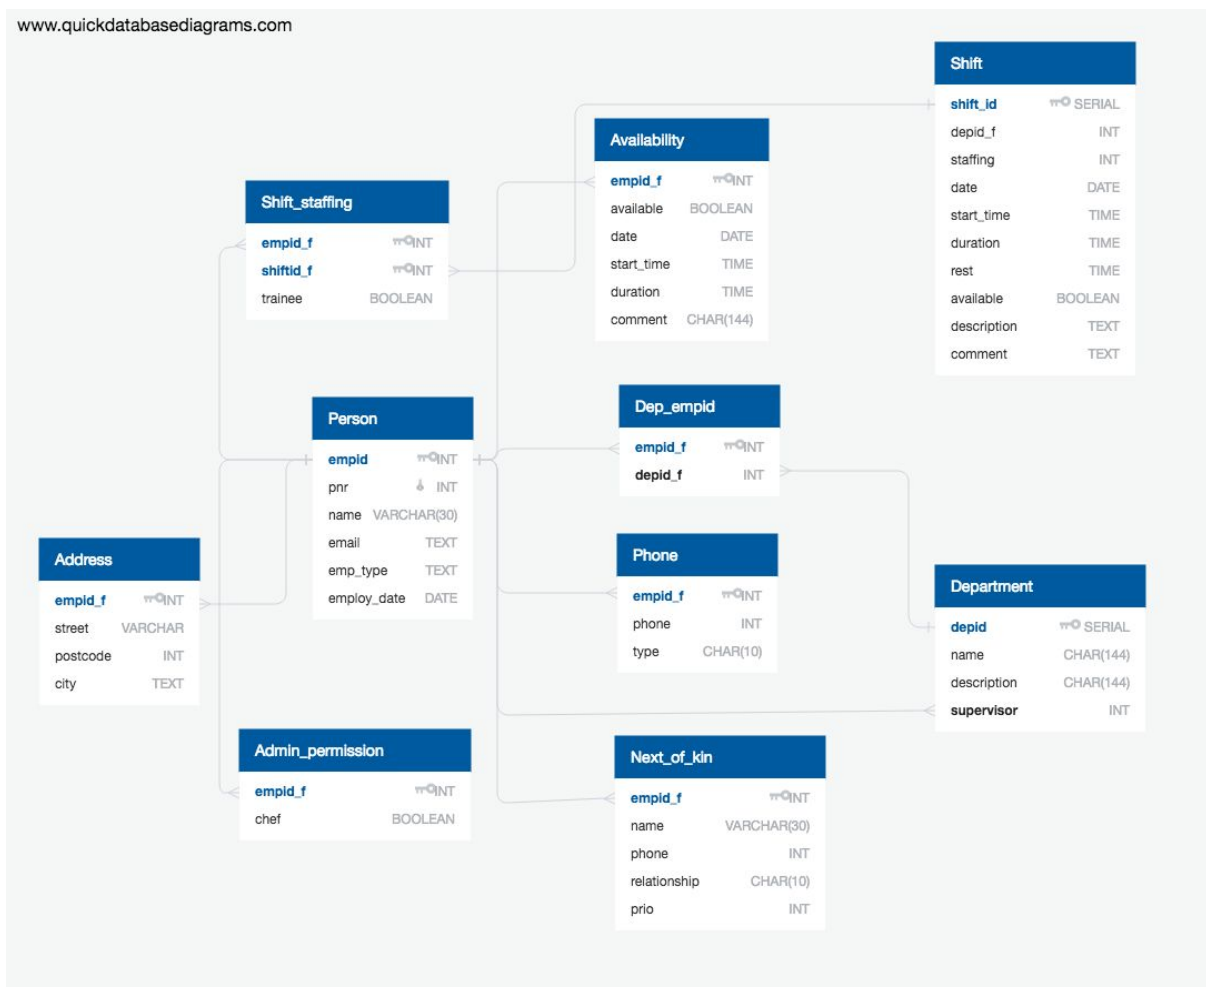 www.quickdatabasediagrams.com
Shift
shift_id SERIAL
depid_f INT
staffing INT
date DATE
start_time TIME
duration TIME
rest TIME
available BOOLEAN
description TEXT
comment TEXT
Availability
empid_f INT
available BOOLEAN
date DATE
start_time TIME
duration TIME
comment CHAR(144)
Shift_staffing
empid_f INT
shiftid_f INT
trainee BOOLEAN
Person
empid INT
pnr INT
name VARCHAR(30)
email TEXT
emp_type TEXT
employ_date DATE
Dep_empid
empid_f INT
depid_f INT
Address
empid_f INT
street VARCHAR
postcode INT
city TEXT
Phone
empid_f INT
phone INT
type CHAR(10)
Department
depid SERIAL
name CHAR(144)
description CHAR(144)
supervisor INT
Admin_permission
empid_f INT
chef BOOLEAN
Next_of_kin
empid_f INT
name VARCHAR(30)
phone INT
relationship CHAR(10)
prio INT